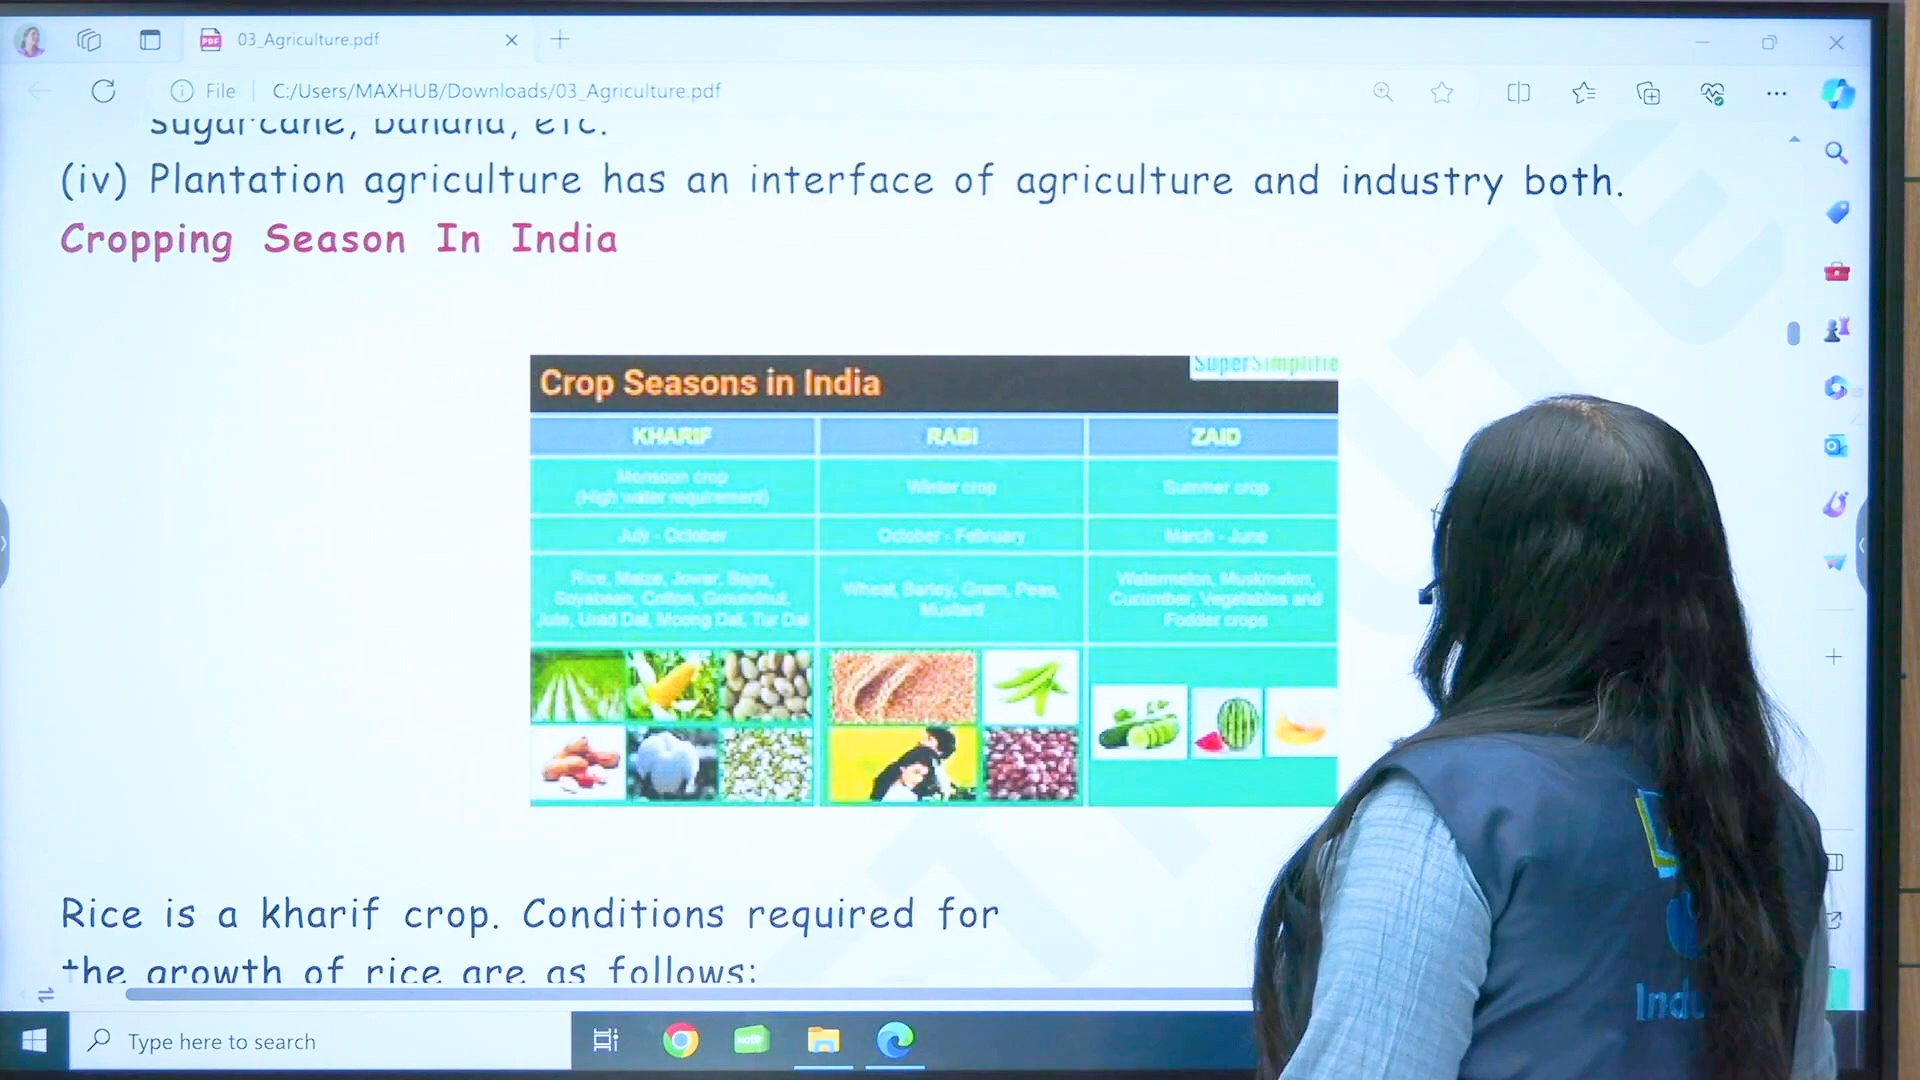 03_Agriculture.pdf
File
C:/Users/MAXHUB/Downloads/03_Agriculture.pdf
sugarcane, banana, etc.
(iv) Plantation agriculture has an interface of agriculture and industry both.
Cropping Season In India
SuperSimplifie
Crop Seasons in India
KHARIF RABI ZAID
Monsoon crop
(High water requirement)
Winter crop
Summer crop
July - October October - February March - June
Rice, Maize, Jowar, Bajra,
Soyabean, Cotton, Groundnut,
Jute, Urad Dal, Moong Dal, Tur Dal
Wheat, Barley, Gram, Peas,
Mustard
Watermelon, Muskmelon,
Cucumber, Vegetables and
Fodder crops
Rice is a kharif crop. Conditions required for
the growth of rice are as follows:
Type here to search
Indu